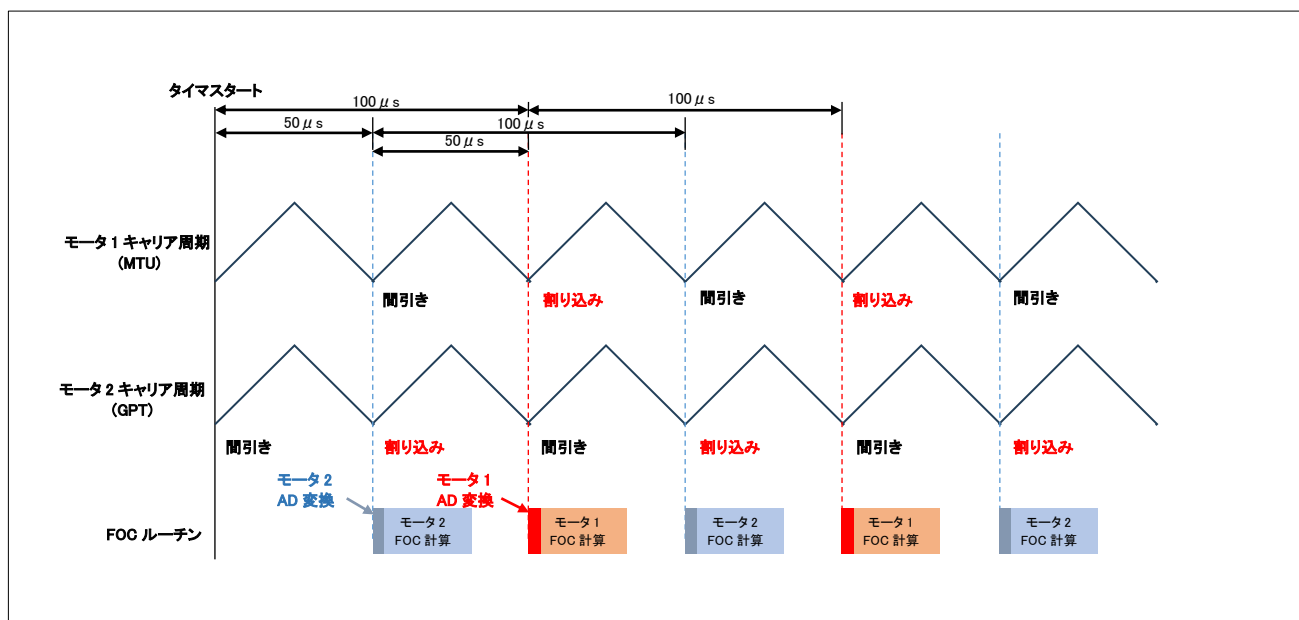 タイマスタート
100μs
100μs
50μs
100μs
50μs
モータ1キャリア周期
(MTU)
間引き
割り込み
間引き
割り込み
間引き
モータ2キャリア周期
(GPT)
間引き
割り込み
間引き
割り込み
間引き
割り込み
モータ2
AD変換
モータ1
AD変換
FOCルーチン
モータ2
FOC計算
モータ1
FOC計算
モータ2
FOC計算
モータ1
FOC計算
モータ2
FOC計算